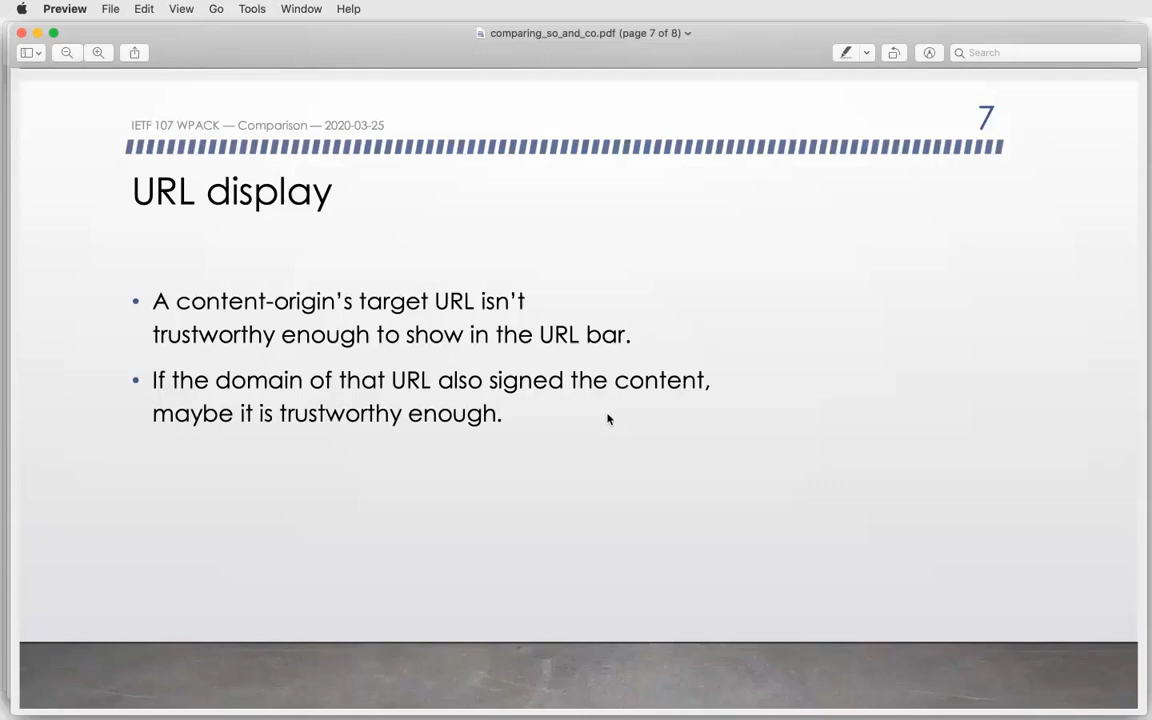 Preview File Edit View Go Tools Window Help
comparing_so_and_co.pdf (page 7 of 8)
Search
IETF 107 WPACK — Comparison — 2020-03-25
7
URL display
• A content-origin’s target URL isn’t
trustworthy enough to show in the URL bar.
• If the domain of that URL also signed the content,
maybe it is trustworthy enough.